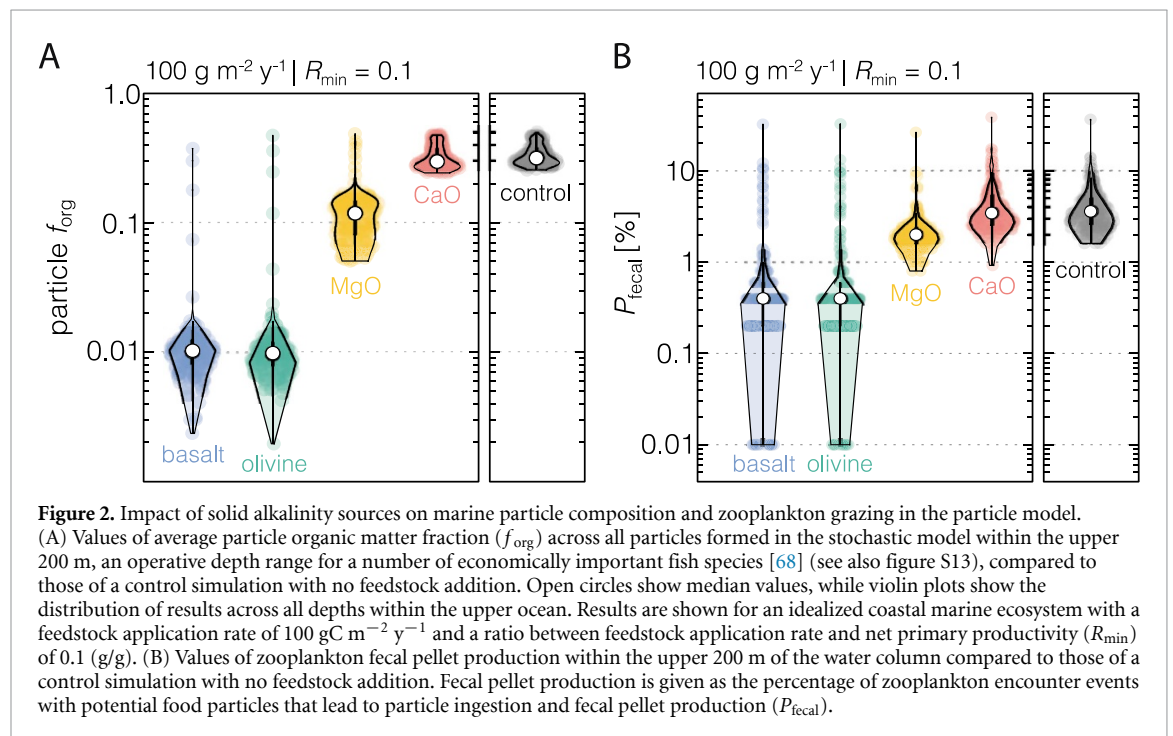 A
100 g m⁻² y⁻¹ | Rmin = 0.1
1.0
0.1
0.01
particle forg
basalt
olivine
MgO
CaO
control
B
100 g m⁻² y⁻¹ | Rmin = 0.1
10
1
0.1
0.01
Pfecal [%]
basalt
olivine
MgO
CaO
control
Figure 2. Impact of solid alkalinity sources on marine particle composition and zooplankton grazing in the particle model.
(A) Values of average particle organic matter fraction (forg) across all particles formed in the stochastic model within the upper
200 m, an operative depth range for a number of economically important fish species [68] (see also figure S13), compared to
those of a control simulation with no feedstock addition. Open circles show median values, while violin plots show the
distribution of results across all depths within the upper ocean. Results are shown for an idealized coastal marine ecosystem with a
feedstock application rate of 100 gC m⁻² y⁻¹ and a ratio between feedstock application rate and net primary productivity (Rmin)
of 0.1 (g/g). (B) Values of zooplankton fecal pellet production within the upper 200 m of the water column compared to those of a
control simulation with no feedstock addition. Fecal pellet production is given as the percentage of zooplankton encounter events
with potential food particles that lead to particle ingestion and fecal pellet production (Pfecal).